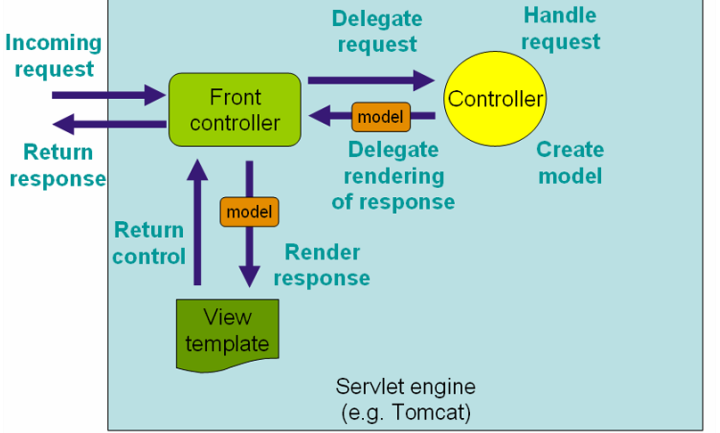 Incoming
request
Return
response
Front
controller
Delegate
request
model
Delegate
rendering
of response
Handle
request
Controller
Create
model
Return
control
model
Render
response
View
template
Servlet engine
(e.g. Tomcat)